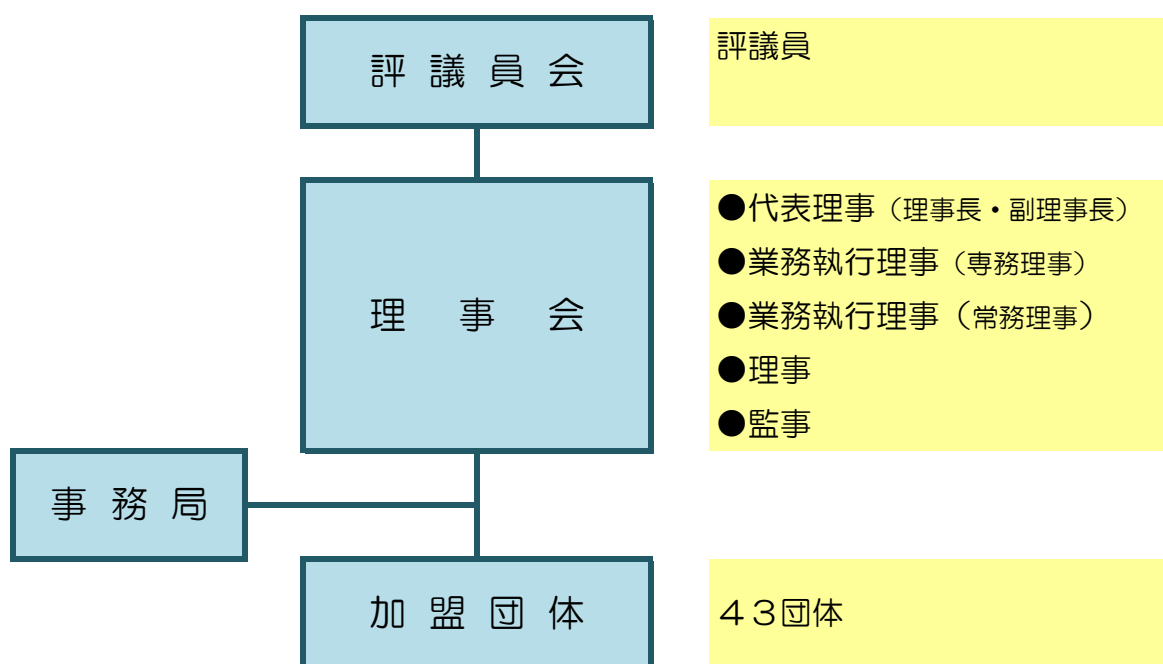 評議員会
評議員
理事会
●代表理事（理事長・副理事長）
●業務執行理事（専務理事）
●業務執行理事（常務理事）
●理事
●監事
事務局
加盟団体
４３団体